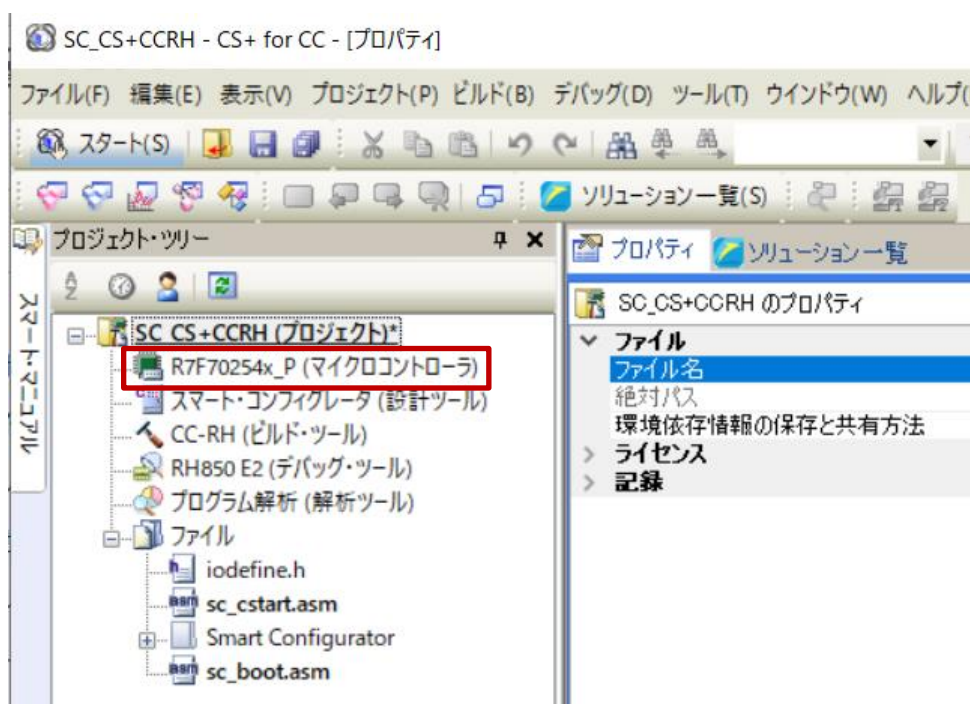 SC_CS+CCRH - CS+ for CC - [プロパティ]
ファイル(F) 編集(E) 表示(V) プロジェクト(P) ビルド(B) デバッグ(D) ツール(T) ウインドウ(W) ヘルプ(
スタート(S)
ソリューション一覧(S)
プロジェクト・ツリー
プロパティ ソリューション一覧
スマート・マニュアル
SC_CS+CCRH (プロジェクト)*
R7F70254x_P (マイクロコントローラ)
スマート・コンフィグレータ (設計ツール)
CC-RH (ビルド・ツール)
RH850 E2 (デバッグ・ツール)
プログラム解析 (解析ツール)
ファイル
iodefine.h
sc_cstart.asm
Smart Configurator
sc_boot.asm
SC_CS+CCRH のプロパティ
ファイル
ファイル名
絶対パス
環境依存情報の保存と共有方法
ライセンス
記録